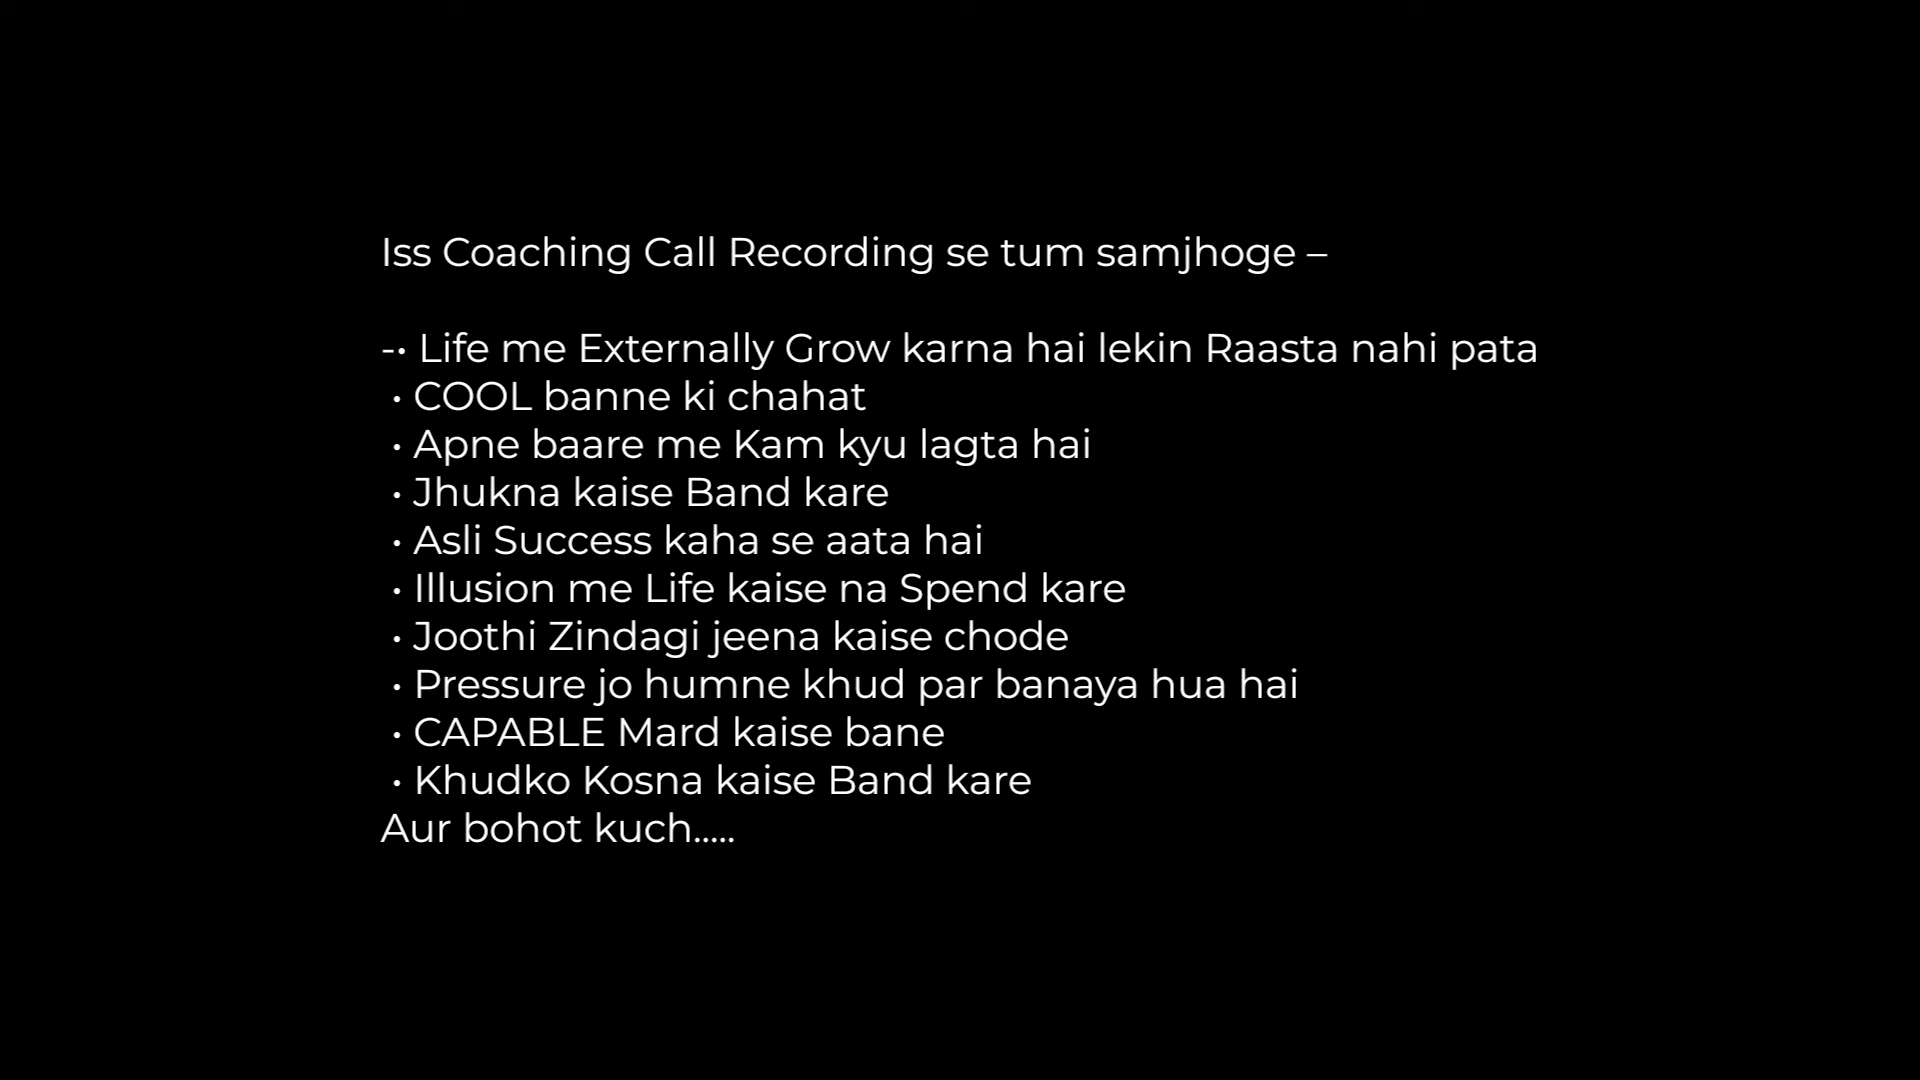 Iss Coaching Call Recording se tum samjhoge –
-• Life me Externally Grow karna hai lekin Raasta nahi pata
• COOL banne ki chahat
• Apne baare me Kam kyu lagta hai
• Jhukna kaise Band kare
• Asli Success kaha se aata hai
• Illusion me Life kaise na Spend kare
• Joothi Zindagi jeena kaise chode
• Pressure jo humne khud par banaya hua hai
• CAPABLE Mard kaise bane
• Khudko Kosna kaise Band kare
Aur bohot kuch.....